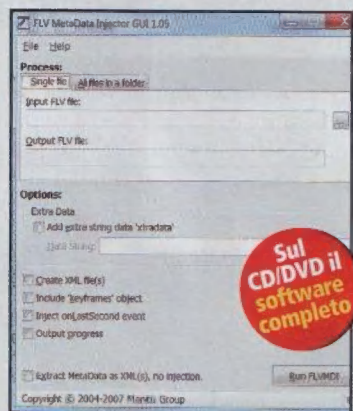 FLV MetaData Injector GUI 1.05
File Help
Process:
Single file All files in a folder
Input FLV file:
Output FLV file:
Options:
Extra Data
Add extra string data 'xtradata'
Data String:
Create XML file(s)
Include 'keyframes' object
Inject onLastSecond event
Output progress
Extract MetaData as XML(s), no injection.
Run FLVMDI
Copyright © 2004-2007 Manitu Group
Sul
CD/DVD il
software
completo